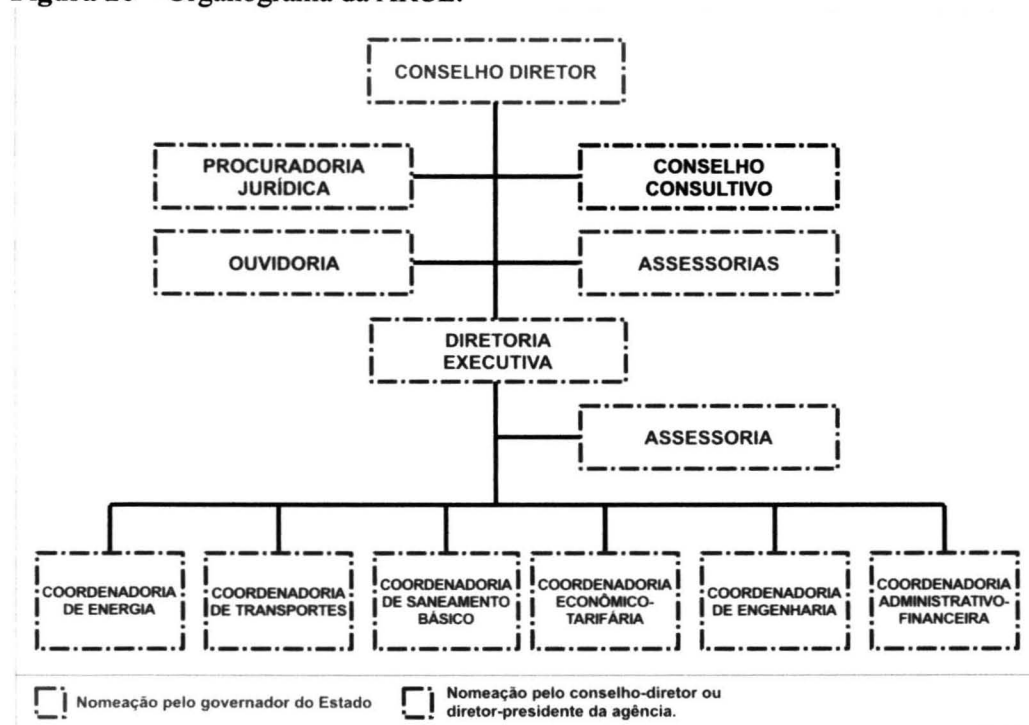 CONSELHO DIRETOR
PROCURADORIA
JURÍDICA
CONSELHO
CONSULTIVO
OUVIDORIA
ASSESSORIAS
DIRETORIA
EXECUTIVA
ASSESSORIA
COORDENADORIA
DE ENERGIA
COORDENADORIA
DE TRANSPORTES
COORDENADORIA
DE SANEAMENTO
BÁSICO
COORDENADORIA
ECONÔMICO-
TARIFÁRIA
COORDENADORIA
DE ENGENHARIA
COORDENADORIA
ADMINISTRATIVO-
FINANCEIRA
Nomeação pelo governador do Estado
Nomeação pelo conselho-diretor ou
diretor-presidente da agência.